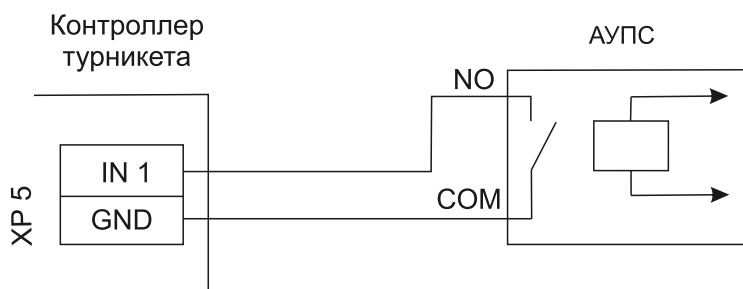 Контроллер
турникета
АУПС
NO
IN 1
COM
GND
XP 5